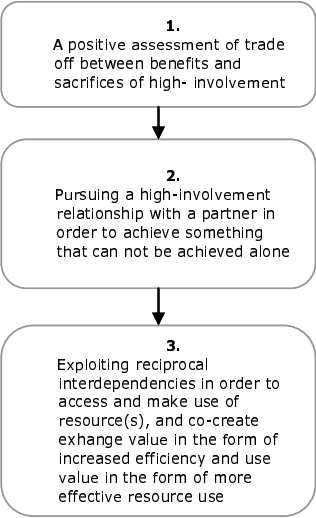 1.
A positive assessment of trade
off between benefits and
sacrifices of high- involvement
2.
Pursuing a high-involvement
relationship with a partner in
order to achieve something
that can not be achieved alone
3.
Exploiting reciprocal
interdependencies in order to
access and make use of
resource(s), and co-create
exhange value in the form of
increased efficiency and use
value in the form of more
effective resource use